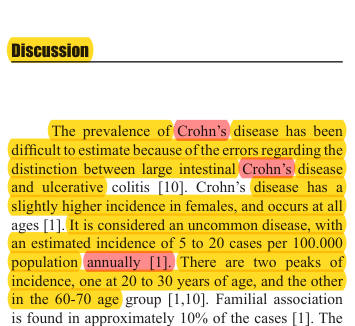 Discussion
The prevalence of Crohn's disease has been
difficult to estimate because of the errors regarding the
distinction between large intestinal Crohn's disease
and ulcerative colitis [10]. Crohn's disease has a
slightly higher incidence in females, and occurs at all
ages [1]. It is considered an uncommon disease, with
an estimated incidence of 5 to 20 cases per 100.000
population annually [1]. There are two peaks of
incidence, one at 20 to 30 years of age, and the other
in the 60-70 age group [1,10]. Familial association
is found in approximately 10% of the cases [1]. The